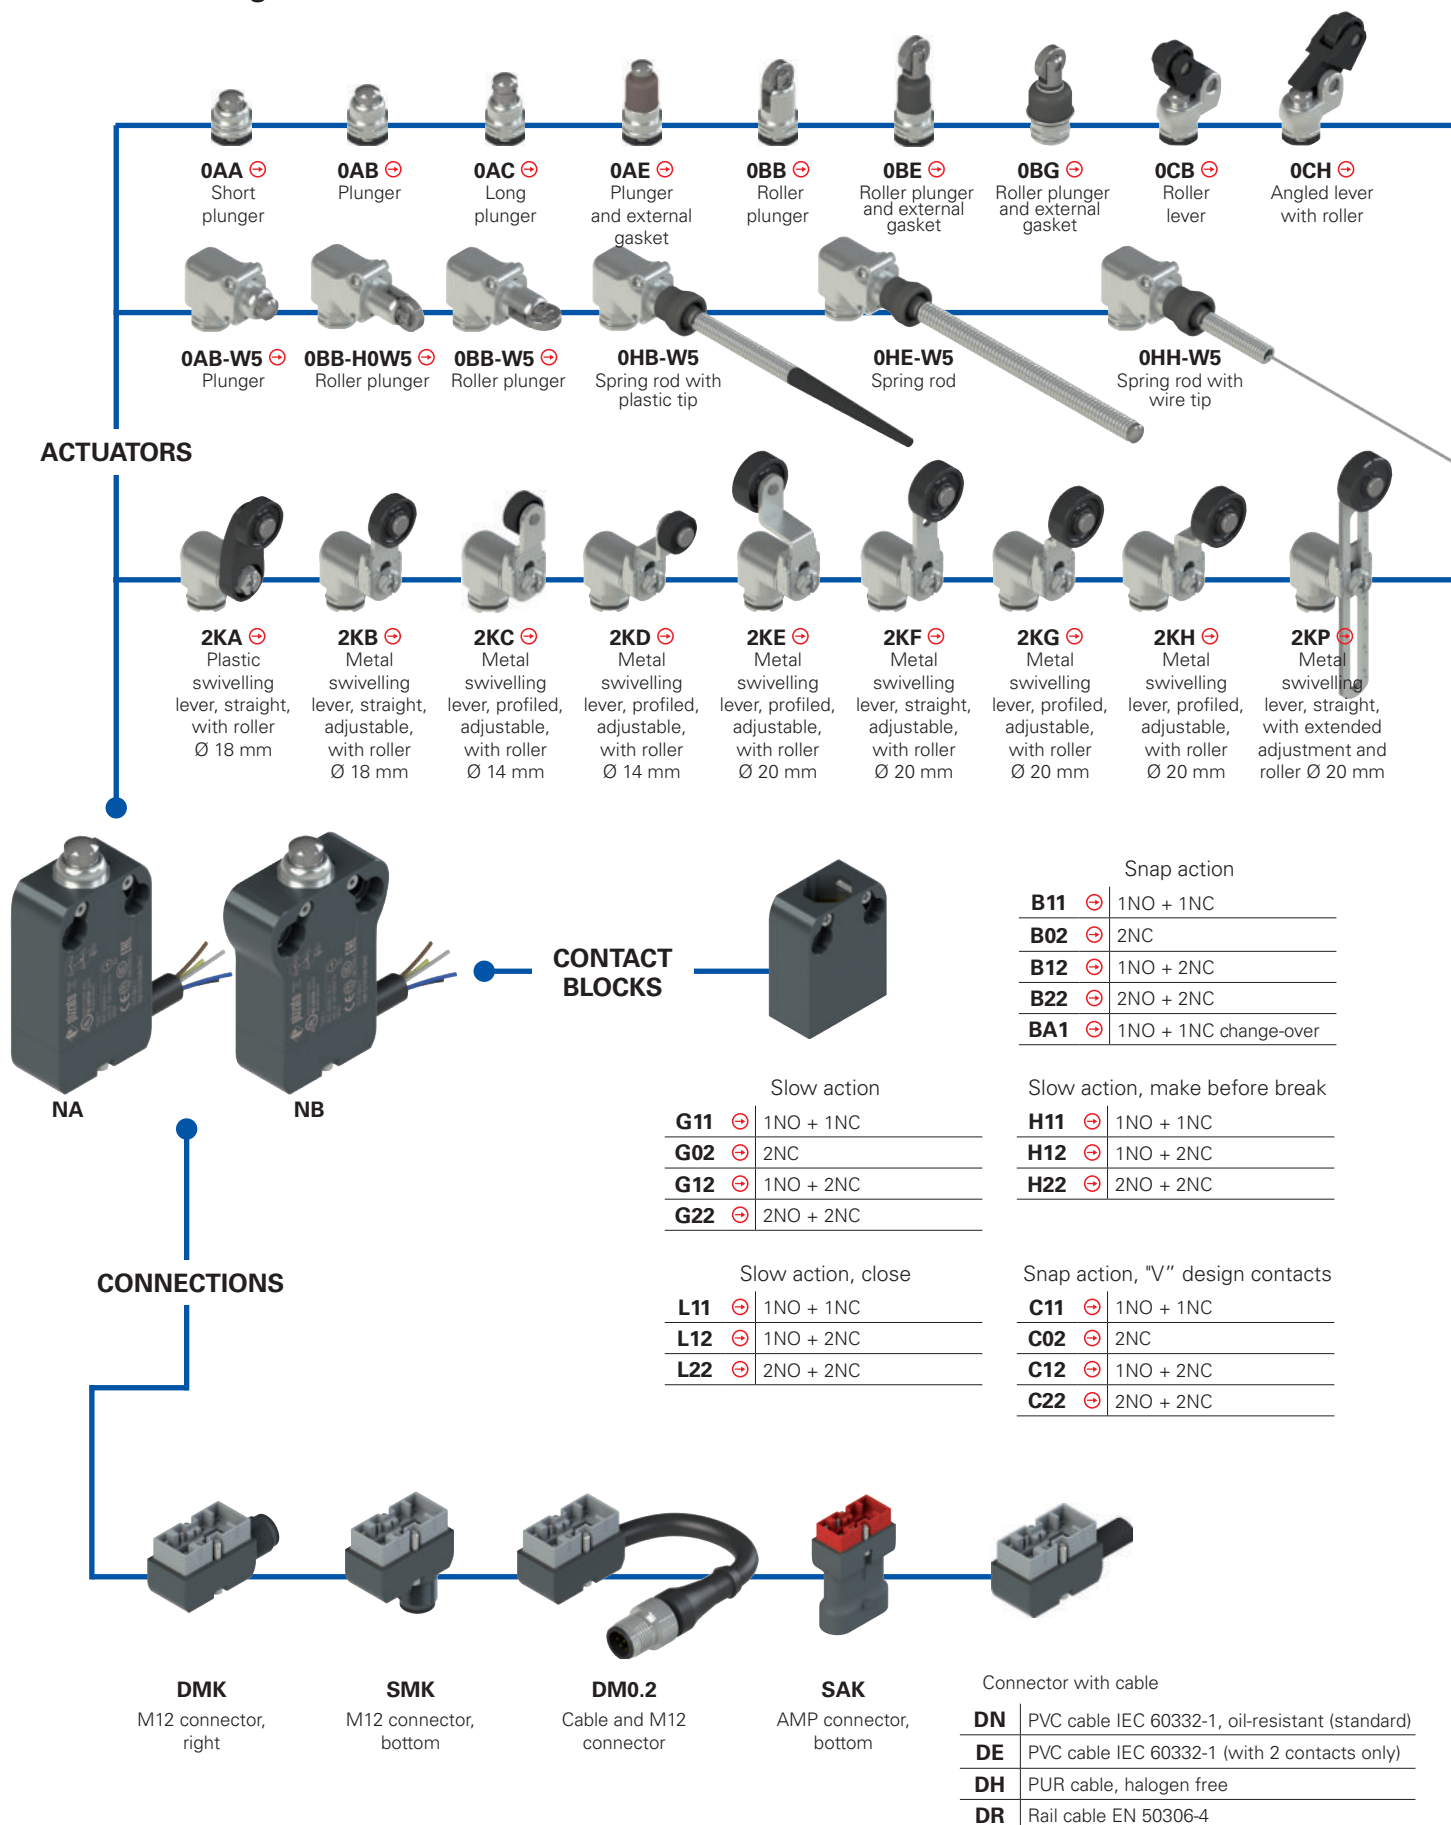 0AA
Short
plunger
0AB
Plunger
0AC
Long
plunger
0AE
Plunger
and external
gasket
0BB
Roller
plunger
0BE
Roller plunger
and external
gasket
0BG
Roller plunger
and external
gasket
0CB
Roller
lever
0CH
Angled lever
with roller
0AB-W5
Plunger
0BB-H0W5
Roller plunger
0BB-W5
Roller plunger
0HB-W5
Spring rod with
plastic tip
0HE-W5
Spring rod
0HH-W5
Spring rod with
wire tip
ACTUATORS
2KA
Plastic
swivelling
lever, straight,
with roller
Ø 18 mm
2KB
Metal
swivelling
lever, straight,
adjustable,
with roller
Ø 18 mm
2KC
Metal
swivelling
lever, profiled,
adjustable,
with roller
Ø 14 mm
2KD
Metal
swivelling
lever, profiled,
adjustable,
with roller
Ø 14 mm
2KE
Metal
swivelling
lever, profiled,
adjustable,
with roller
Ø 20 mm
2KF
Metal
swivelling
lever, straight,
adjustable,
with roller
Ø 20 mm
2KG
Metal
swivelling
lever, profiled,
adjustable,
with roller
Ø 20 mm
2KH
Metal
swivelling
lever, profiled,
adjustable,
with roller
Ø 20 mm
2KP
Metal
swivelling
lever, straight,
with extended
adjustment and
roller Ø 20 mm
pizzato
NA
pizzato
NB
CONTACT
BLOCKS
Snap action
B11 1NO + 1NC
B02 2NC
B12 1NO + 2NC
B22 2NO + 2NC
BA1 1NO + 1NC change-over
Slow action
G11 1NO + 1NC
G02 2NC
G12 1NO + 2NC
G22 2NO + 2NC
Slow action, make before break
H11 1NO + 1NC
H12 1NO + 2NC
H22 2NO + 2NC
Slow action, close
L11 1NO + 1NC
L12 1NO + 2NC
L22 2NO + 2NC
Snap action, "V” design contacts
C11 1NO + 1NC
C02 2NC
C12 1NO + 2NC
C22 2NO + 2NC
CONNECTIONS
DMK
M12 connector,
right
SMK
M12 connector,
bottom
DM0.2
Cable and M12
connector
SAK
AMP connector,
bottom
Connector with cable
DN PVC cable IEC 60332-1, oil-resistant (standard)
DE PVC cable IEC 60332-1 (with 2 contacts only)
DH PUR cable, halogen free
DR Rail cable EN 50306-4